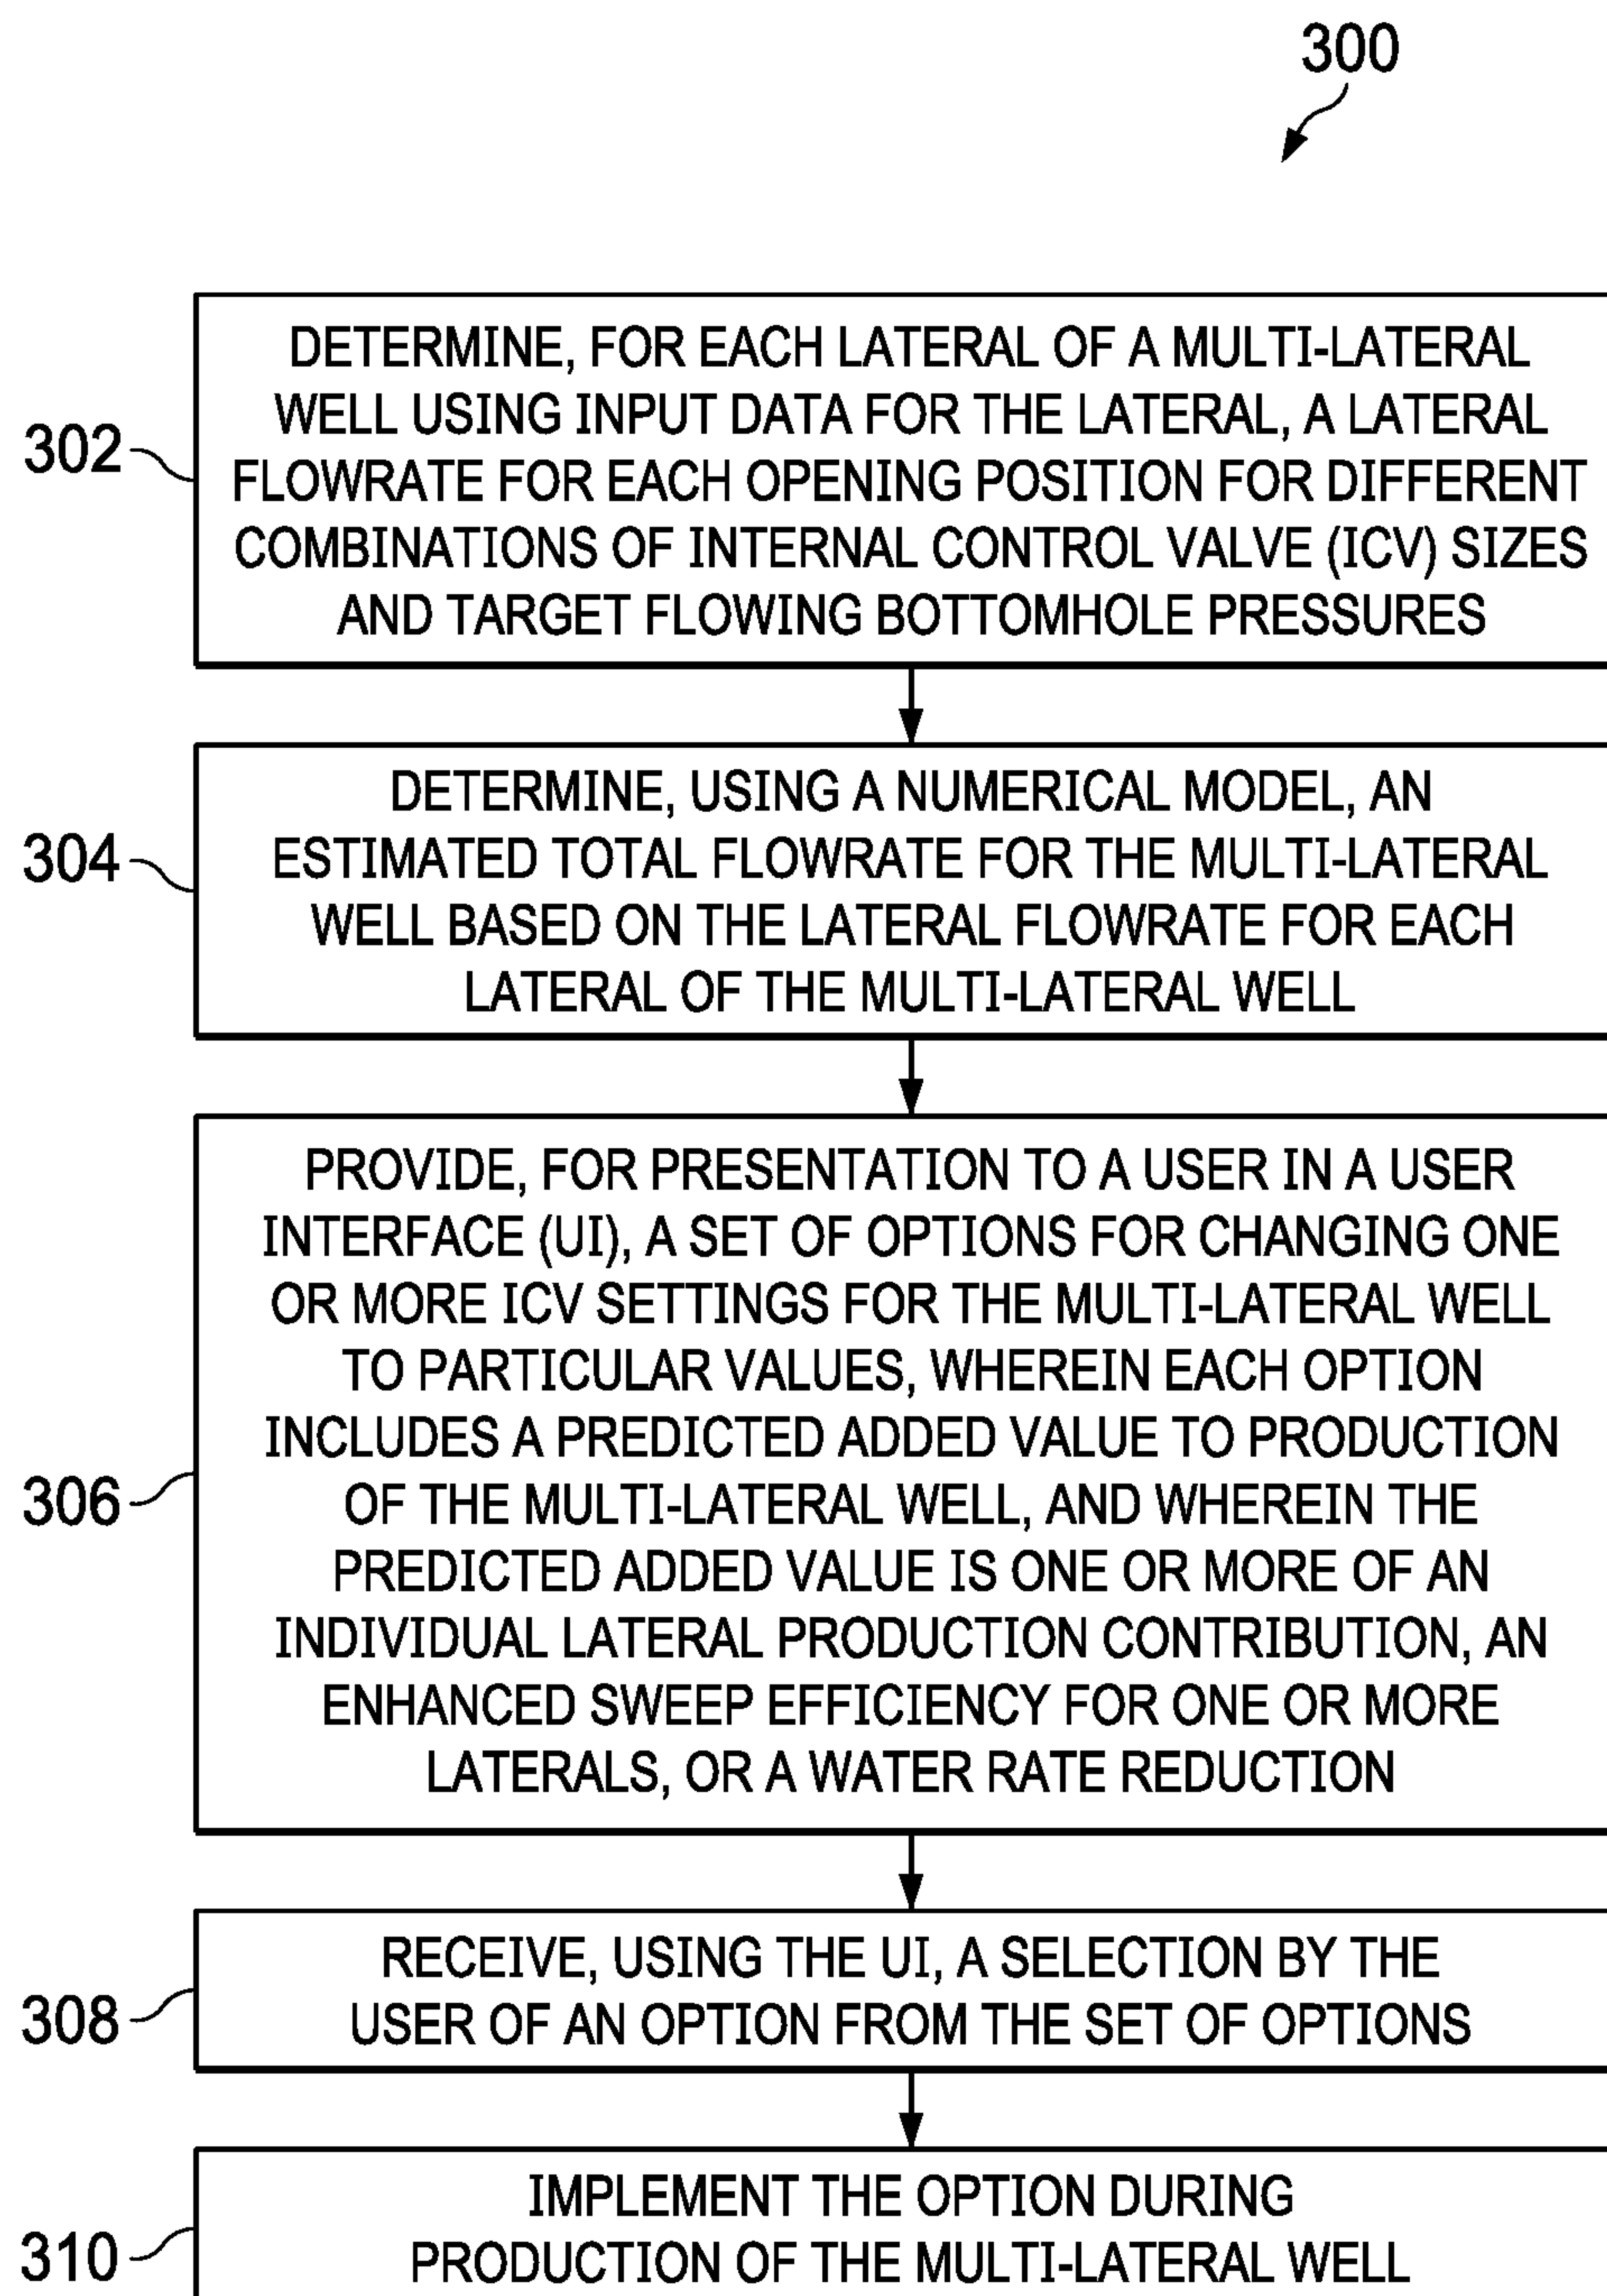 300
302
DETERMINE, FOR EACH LATERAL OF A MULTI-LATERAL
WELL USING INPUT DATA FOR THE LATERAL, A LATERAL
FLOWRATE FOR EACH OPENING POSITION FOR DIFFERENT
COMBINATIONS OF INTERNAL CONTROL VALVE (ICV) SIZES
AND TARGET FLOWING BOTTOMHOLE PRESSURES
304
DETERMINE, USING A NUMERICAL MODEL, AN
ESTIMATED TOTAL FLOWRATE FOR THE MULTI-LATERAL
WELL BASED ON THE LATERAL FLOWRATE FOR EACH
LATERAL OF THE MULTI-LATERAL WELL
306
PROVIDE, FOR PRESENTATION TO A USER IN A USER
INTERFACE (UI), A SET OF OPTIONS FOR CHANGING ONE
OR MORE ICV SETTINGS FOR THE MULTI-LATERAL WELL
TO PARTICULAR VALUES, WHEREIN EACH OPTION
INCLUDES A PREDICTED ADDED VALUE TO PRODUCTION
OF THE MULTI-LATERAL WELL, AND WHEREIN THE
PREDICTED ADDED VALUE IS ONE OR MORE OF AN
INDIVIDUAL LATERAL PRODUCTION CONTRIBUTION, AN
ENHANCED SWEEP EFFICIENCY FOR ONE OR MORE
LATERALS, OR A WATER RATE REDUCTION
308
RECEIVE, USING THE UI, A SELECTION BY THE
USER OF AN OPTION FROM THE SET OF OPTIONS
310
IMPLEMENT THE OPTION DURING
PRODUCTION OF THE MULTI-LATERAL WELL